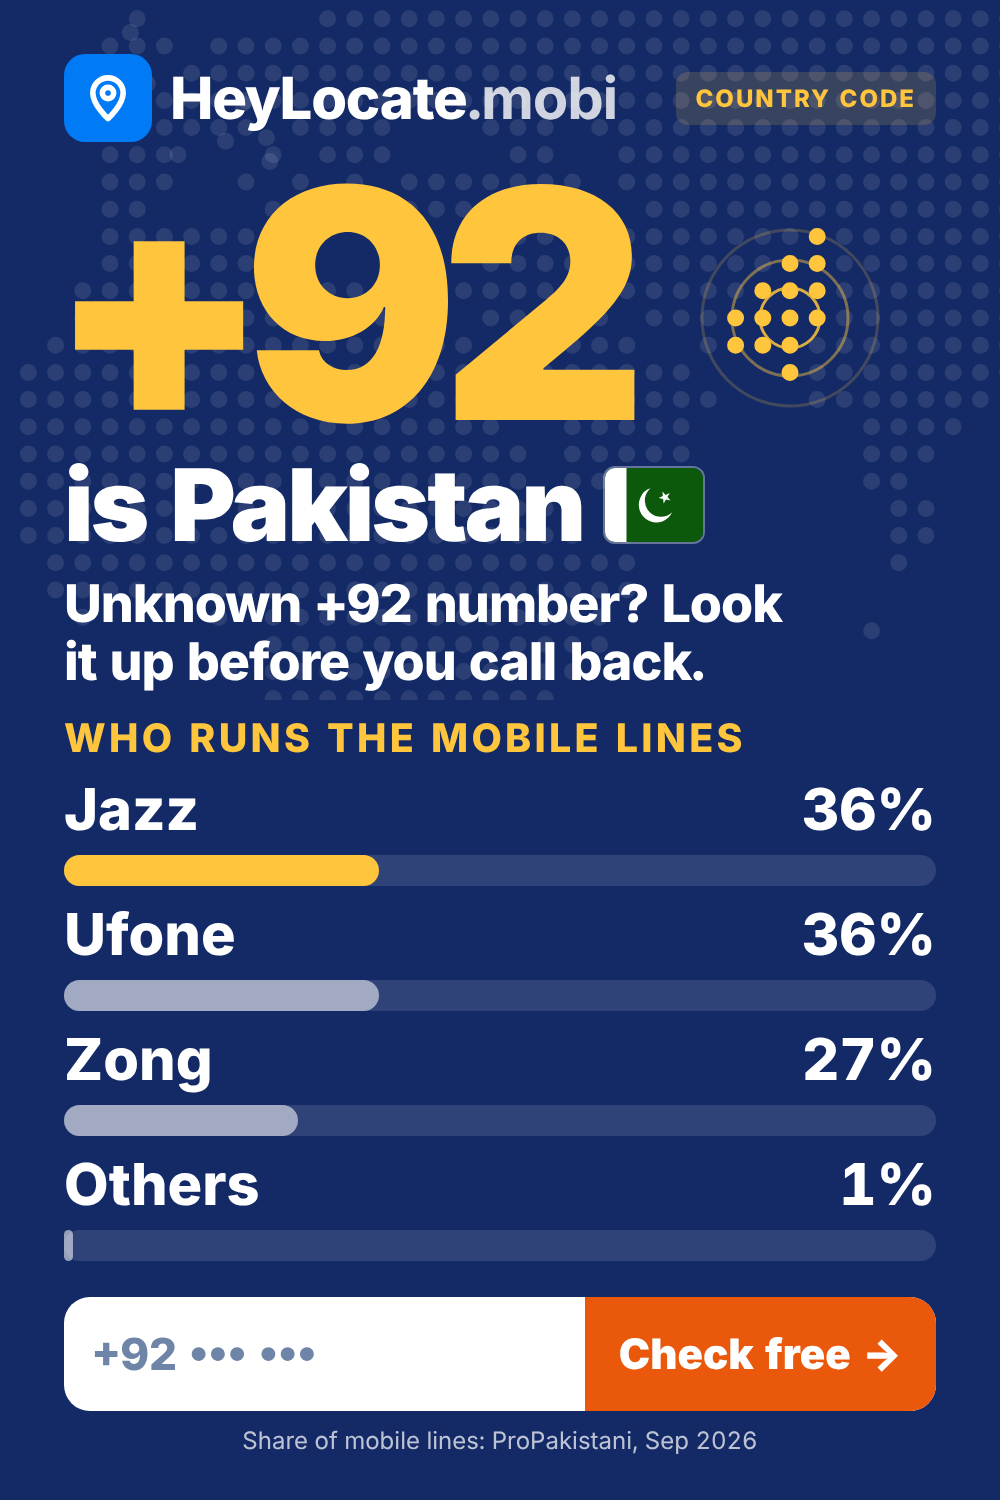 HeyLocate.mobi
COUNTRY CODE
+92
is Pakistan
Unknown +92 number? Look
it up before you call back.
WHO RUNS THE MOBILE LINES
Jazz 36%
Ufone 36%
Zong 27%
Others 1%
+92 ••• •••
Check free →
Share of mobile lines: ProPakistani, Sep 2026